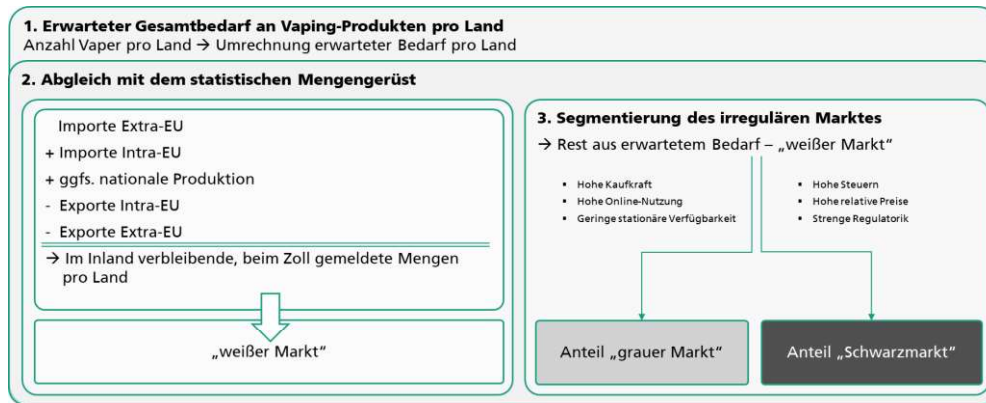 1. Erwarteter Gesamtbedarf an Vaping-Produkten pro Land
Anzahl Vaper pro Land → Umrechnung erwarteter Bedarf pro Land
2. Abgleich mit dem statistischen Mengengerüst
Importe Extra-EU
+ Importe Intra-EU
+ ggfs. nationale Produktion
- Exporte Intra-EU
- Exporte Extra-EU
→ Im Inland verbleibende, beim Zoll gemeldete Mengen
pro Land
„weißer Markt“
3. Segmentierung des irregulären Marktes
→ Rest aus erwartetem Bedarf – „weißer Markt“
▪ Hohe Kaufkraft
▪ Hohe Online-Nutzung
▪ Geringe stationäre Verfügbarkeit
▪ Hohe Steuern
▪ Hohe relative Preise
▪ Strenge Regulatorik
Anteil „grauer Markt“
Anteil „Schwarzmarkt“